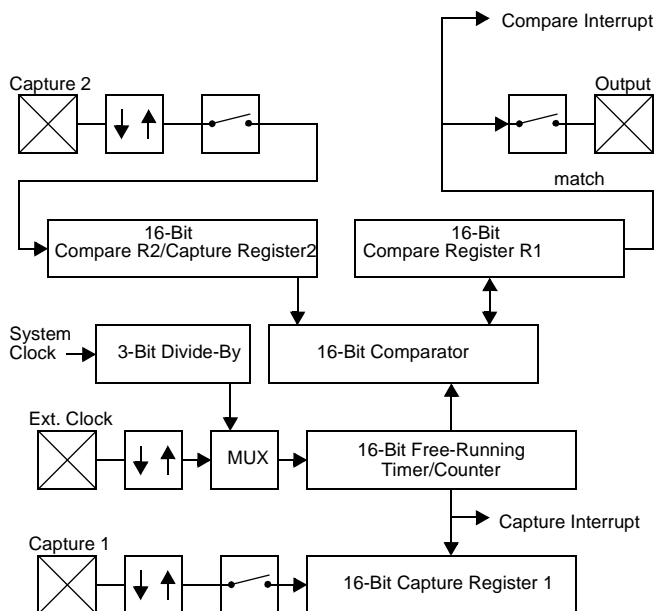 Compare Interrupt
Capture 2
Output
match
16-Bit
Compare R2/Capture Register2
16-Bit
Compare Register R1
System
Clock
3-Bit Divide-By
16-Bit Comparator
Ext. Clock
MUX
16-Bit Free-Running
Timer/Counter
Capture Interrupt
Capture 1
16-Bit Capture Register 1